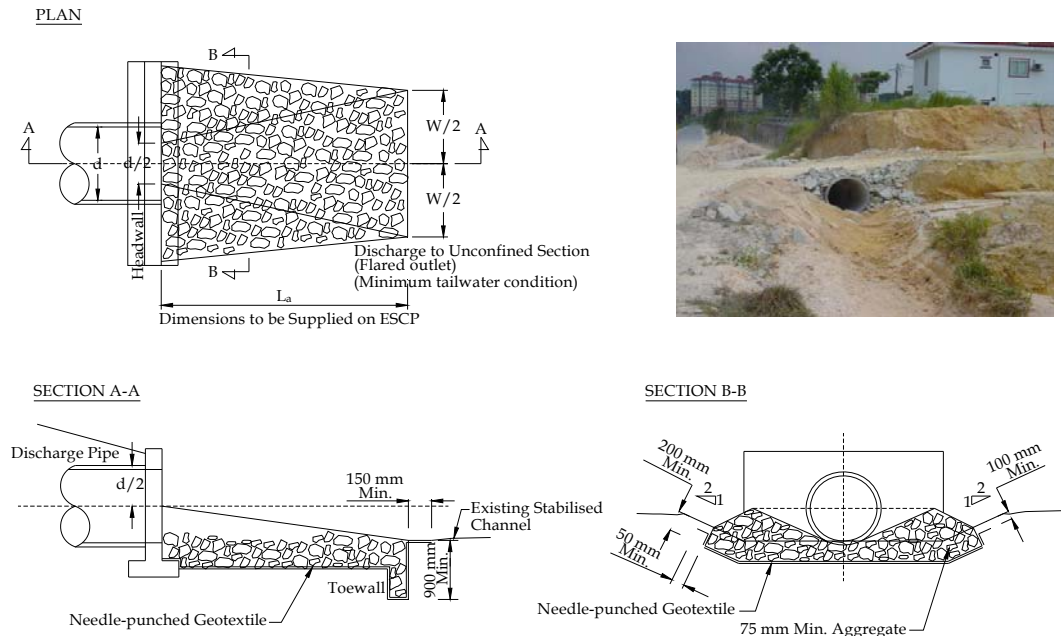 PLAN
B
A
d
d/2
Headwall
W/2
W/2
A
B
Discharge to Unconfined Section
(Flared outlet)
(Minimum tailwater condition)
La
Dimensions to be Supplied on ESCP
SECTION A-A
Discharge Pipe
d/2
150 mm
Min.
Existing Stabilised
Channel
900 mm
Min.
Toewall
Needle-punched Geotextile
SECTION B-B
200 mm
Min.
2
1
100 mm
Min.
2
1
50 mm
Min.
Needle-punched Geotextile
75 mm Min. Aggregate